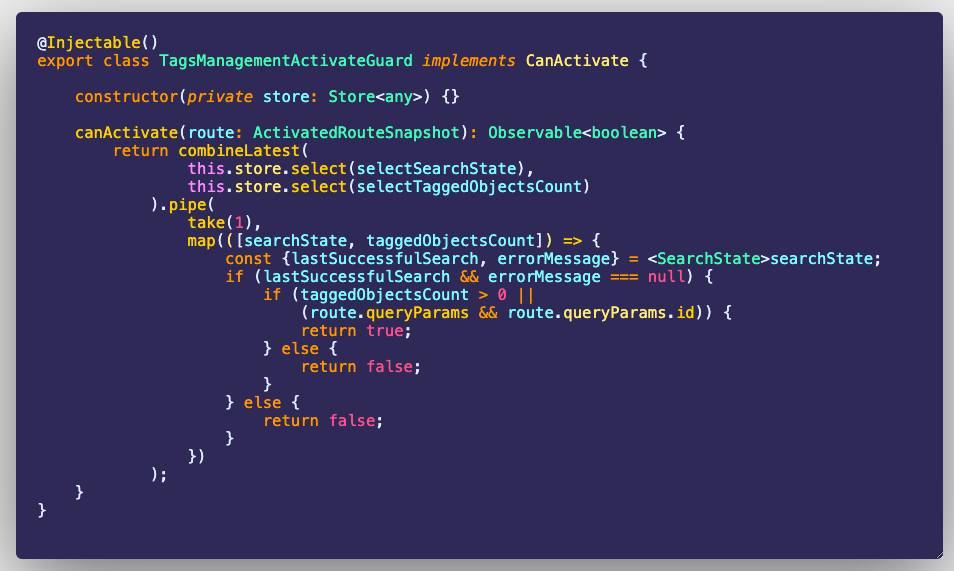 @Injectable()
export class TagsManagementActivateGuard implements CanActivate {
constructor(private store: Store<any>) {}
canActivate(route: ActivatedRouteSnapshot): Observable<boolean> {
return combineLatest(
this.store.select(selectSearchState),
this.store.select(selectTaggedObjectsCount)
).pipe(
take(1),
map(([searchState, taggedObjectsCount]) => {
const {lastSuccessfulSearch, errorMessage} = <SearchState>searchState;
if (lastSuccessfulSearch && errorMessage === null) {
if (taggedObjectsCount > 0 ||
(route.queryParams && route.queryParams.id)) {
return true;
} else {
return false;
}
} else {
return false;
}
})
);
}
}